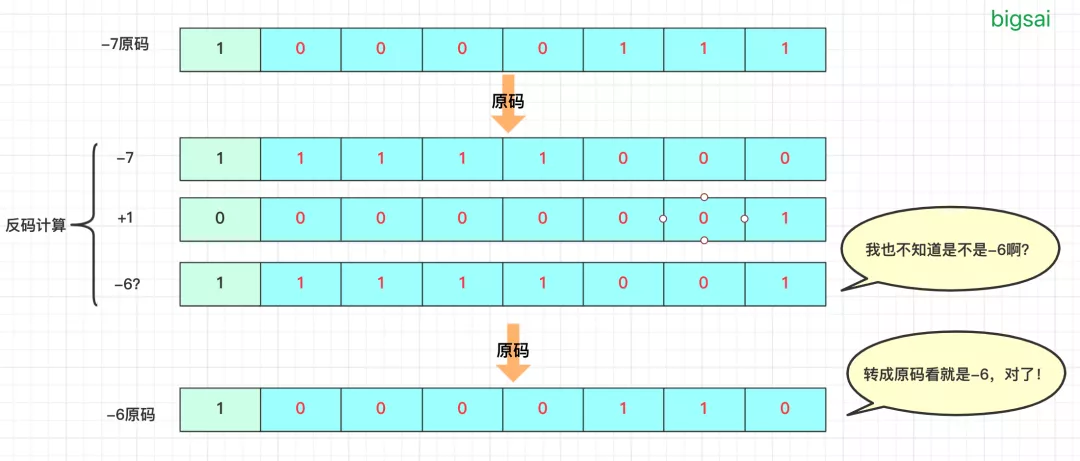 bigsai
-7原码 1 0 0 0 0 1 1 1
原码
-7 1 1 1 1 1 0 0 0
反码计算 +1 0 0 0 0 0 0 0 1
我也不知道是不是-6啊?
-6? 1 1 1 1 1 0 0 1
原码
转成原码看就是-6，对了！
-6原码 1 0 0 0 0 1 1 0